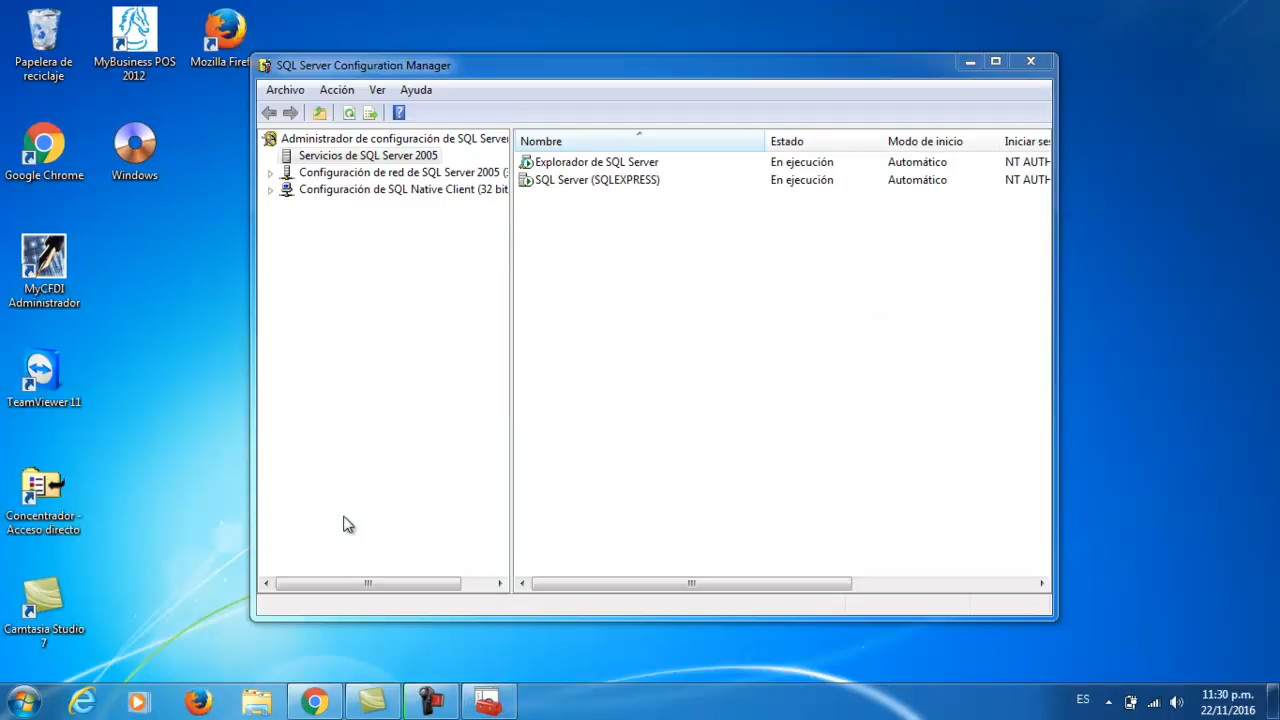 Papelera de
reciclaje
MyBusiness POS
2012
Mozilla Firef
Google Chrome
Windows
MyCFDI
Administrador
TeamViewer 11
Concentrador -
Acceso directo
Camtasia Studio
7
SQL Server Configuration Manager
Archivo Acción Ver Ayuda
Administrador de configuración de SQL Server
Servicios de SQL Server 2005
Configuración de red de SQL Server 2005 (
Configuración de SQL Native Client (32 bit
Nombre Estado Modo de inicio Iniciar se
Explorador de SQL Server En ejecución Automático NT AUTH
SQL Server (SQLEXPRESS) En ejecución Automático NT AUTH
ES
11:30 p.m.
22/11/2016